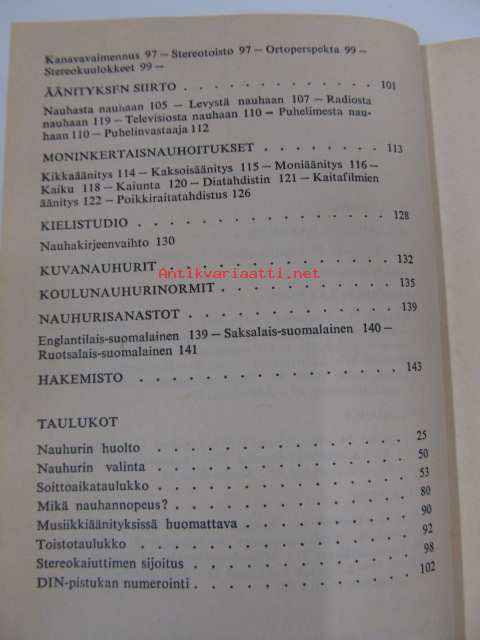 Kanavavaimennus 97 – Stereotoisto 97 – Ortoperspekta 99 –
Stereokuulokkeet 99 –
ÄÄNITYKSEN SIIRTO . . . . . . . . . . . . 101
Nauhasta nauhaan 105 – Levystä nauhaan 107 – Radiosta
nauhaan 119 – Televisiosta nauhaan 110 – Puhelimesta nau-
haan 110 – Puhelinvastaaja 112
MONINKERTAISNAUHOITUKSET . . . . . . . . 113
Kikkaäänitys 114 – Kaksoisäänitys 115 – Moniäänitys 116 –
Kaiku 118 – Kaiunta 120 – Diatahdistin 121 – Kaitafilmien
äänitys 122 – Poikkiraitatahdistus 126
KIELISTUDIO . . . . . . . . . . . . . . 128
Nauhakirjeenvaihto 130
KUVANAUHURIT . . . . . . . . . . . . . 132
Antikvariaatti.net
KOULUNAUHURINORMIT . . . . . . . . . . 135
NAUHURISANASTOT . . . . . . . . . . . 139
Englantilais-suomalainen 139 – Saksalais-suomalainen 140 –
Ruotsalais-suomalainen 141
HAKEMISTO . . . . . . . . . . . . . . . 143
TAULUKOT
Nauhurin huolto . . . . . . . . . . . . . 25
Nauhurin valinta . . . . . . . . . . . . . 50
Soittoaikataulukko . . . . . . . . . . . . 53
Mikä nauhannopeus? . . . . . . . . . . . . 80
Musiikkiäänityksissä huomattava . . . . . . . . 90
Toistotaulukko . . . . . . . . . . . . . . 92
Stereokaiuttimen sijoitus . . . . . . . . . . . 98
DIN-pistukan numerointi . . . . . . . . . . . 102